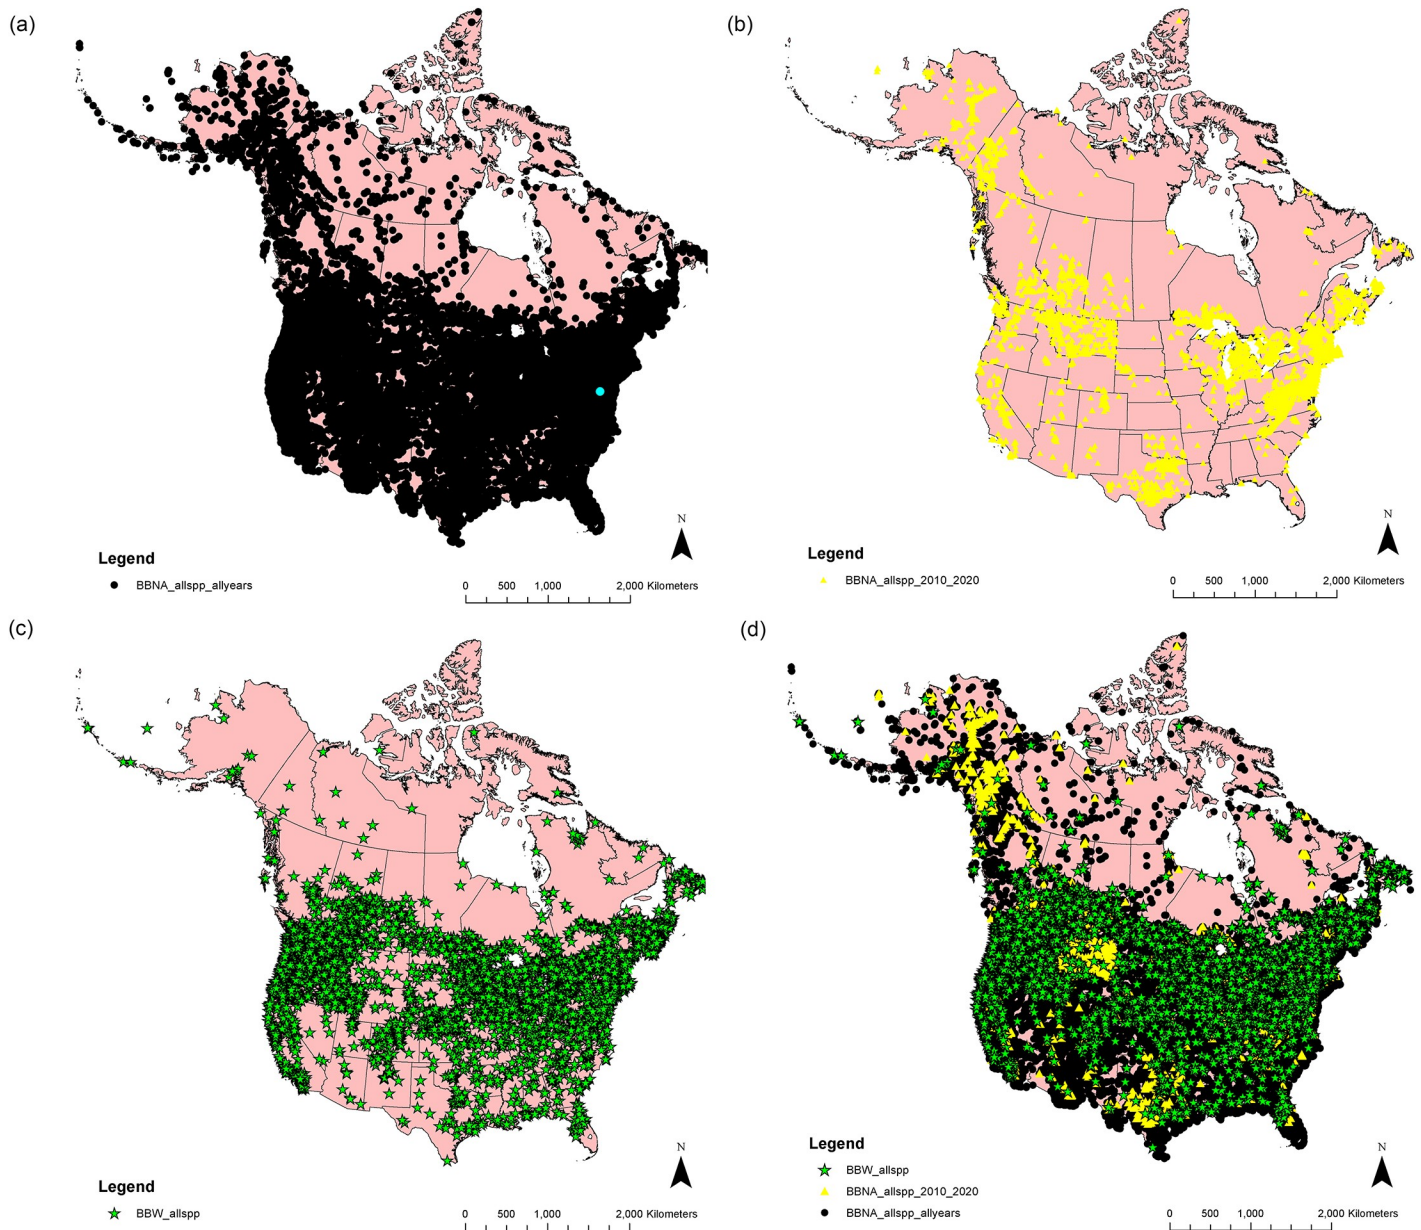 (a)
N
Legend
BBNA_allspp_allyears
0 500 1,000 2,000 Kilometers
(b)
N
Legend
BBNA_allspp_2010_2020
0 500 1,000 2,000 Kilometers
(c)
N
Legend
BBW_allspp
0 500 1,000 2,000 Kilometers
(d)
N
Legend
BBW_allspp
BBNA_allspp_2010_2020
BBNA_allspp_allyears
0 500 1,000 2,000 Kilometers